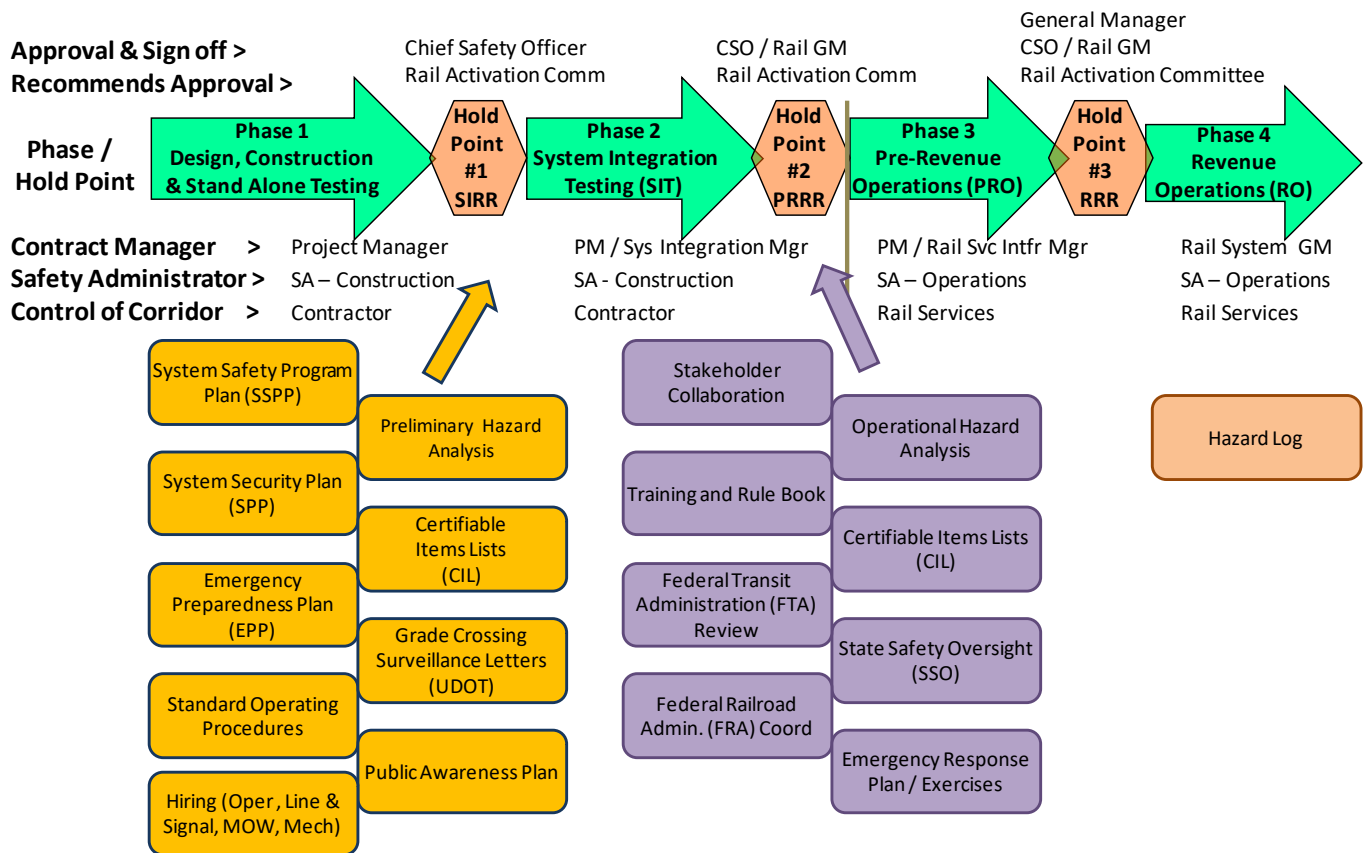 Approval & Sign off >
Recommends Approval >
Chief Safety Officer
Rail Activation Comm
CSO / Rail GM
Rail Activation Comm
General Manager
CSO / Rail GM
Rail Activation Committee
Phase /
Hold Point
Phase 1
Design, Construction
& Stand Alone Testing
Hold
Point
#1
SIRR
Phase 2
System Integration
Testing (SIT)
Hold
Point
#2
PRRR
Phase 3
Pre-Revenue
Operations (PRO)
Hold
Point
#3
RRR
Phase 4
Revenue
Operations (RO)
Contract Manager >
Safety Administrator >
Control of Corridor >
Project Manager
SA – Construction
Contractor
PM / Sys Integration Mgr
SA - Construction
Contractor
PM / Rail Svc Intfr Mgr
SA – Operations
Rail Services
Rail System GM
SA – Operations
Rail Services
System Safety Program
Plan (SSPP)
Preliminary Hazard
Analysis
System Security Plan
(SPP)
Certifiable
Items Lists
(CIL)
Emergency
Preparedness Plan
(EPP)
Grade Crossing
Surveillance Letters
(UDOT)
Standard Operating
Procedures
Public Awareness Plan
Hiring (Oper , Line &
Signal, MOW, Mech)
Stakeholder
Collaboration
Operational Hazard
Analysis
Training and Rule Book
Certifiable Items Lists
(CIL)
Federal Transit
Administration (FTA)
Review
State Safety Oversight
(SSO)
Federal Railroad
Admin. (FRA) Coord
Emergency Response
Plan / Exercises
Hazard Log